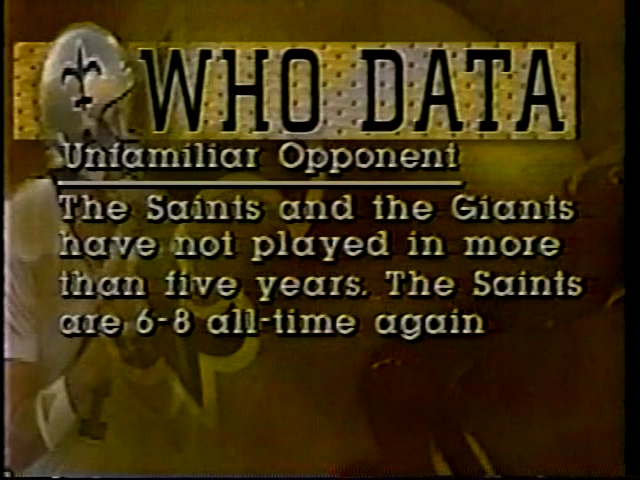 WHO DATA
Unfamiliar Opponent
The Saints and the Giants
have not played in more
than five years. The Saints
are 6-8 all-time again